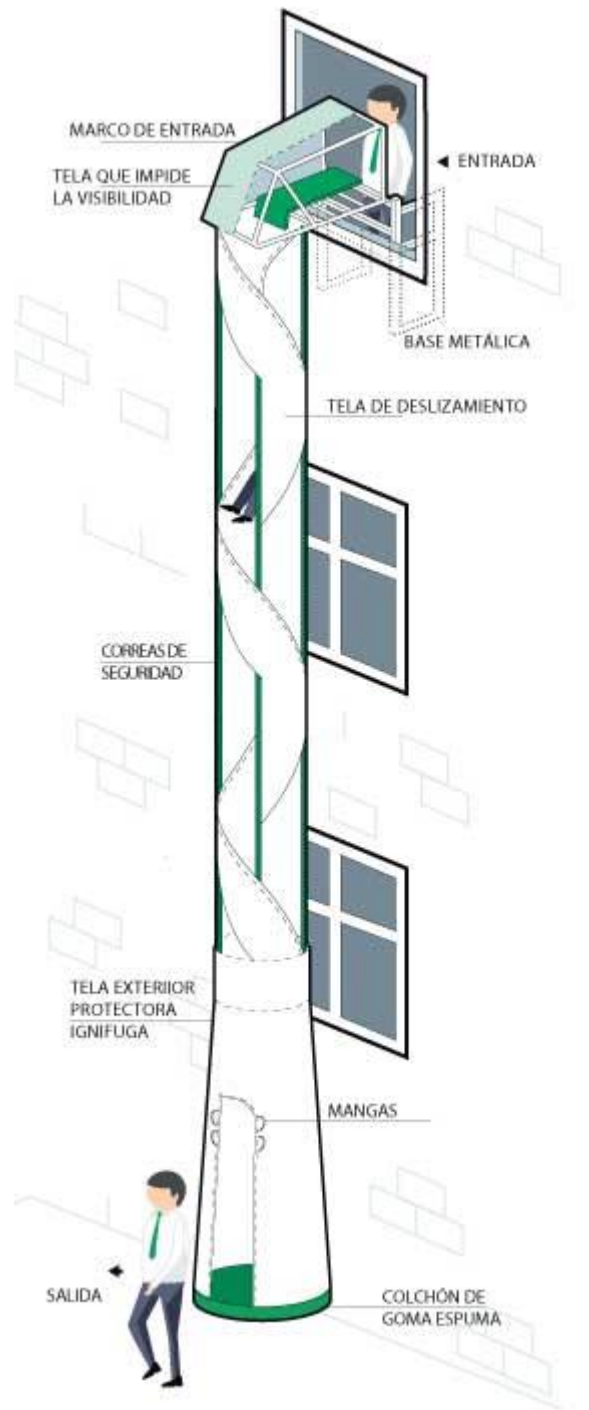 MARCO DE ENTRADA
TELA QUE IMPIDE
LA VISIBILIDAD
ENTRADA
BASE METÁLICA
TELA DE DESLIZAMIENTO
CORREAS DE
SEGURIDAD
TELA EXTERIIOR
PROTECTORA
IGNIFUGA
MANGAS
SALIDA
COLCHÓN DE
GOMA ESPUMA